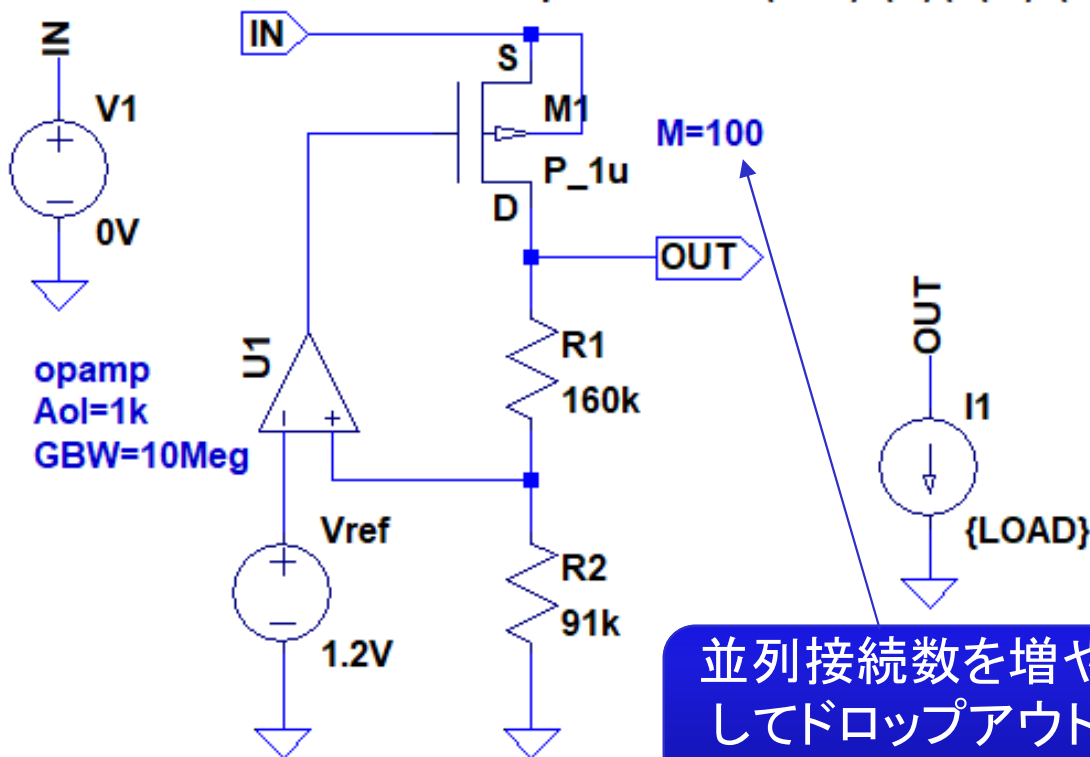 IN
V1
0V
IN
S
M1
P_1u
D
M=100
OUT
opamp
Aol=1k
GBW=10Meg
U1
R1
160k
OUT
I1
{LOAD}
Vref
1.2V
R2
91k
並列接続数を増や
してドロップアウト